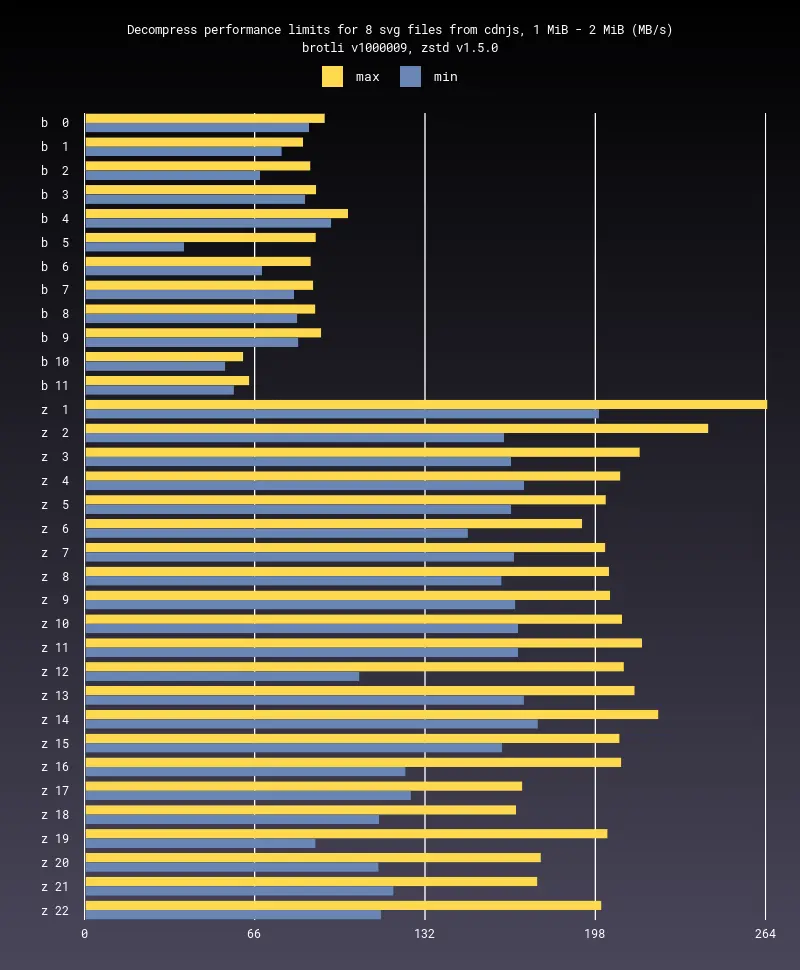 Decompress performance limits for 8 svg files from cdnjs, 1 MiB - 2 MiB (MB/s)
brotli v1000009, zstd v1.5.0
max min
b 0
b 1
b 2
b 3
b 4
b 5
b 6
b 7
b 8
b 9
b 10
b 11
z 1
z 2
z 3
z 4
z 5
z 6
z 7
z 8
z 9
z 10
z 11
z 12
z 13
z 14
z 15
z 16
z 17
z 18
z 19
z 20
z 21
z 22
0 66 132 198 264